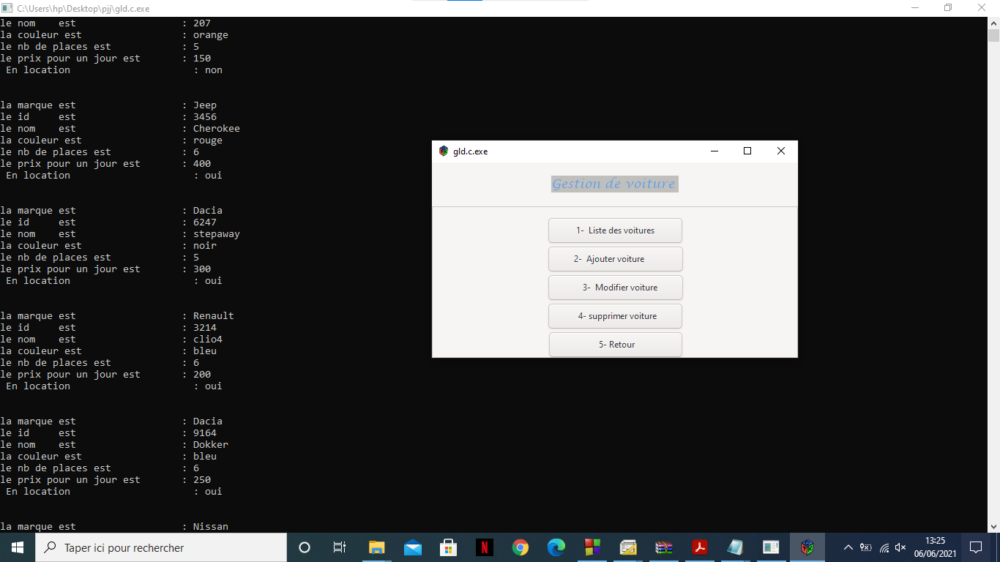 C:\Users\hp\Desktop\pjj\gld.c.exe
le nom    est                  : 207
la couleur est                 : orange
le nb de places est            : 5
le prix pour un jour est       : 150
 En location                     : non
la marque est                  : Jeep
le id     est                  : 3456
le nom    est                  : Cherokee
la couleur est                 : rouge
le nb de places est            : 6
le prix pour un jour est       : 400
 En location                     : oui
la marque est                  : Dacia
le id     est                  : 6247
le nom    est                  : stepaway
la couleur est                 : noir
le nb de places est            : 5
le prix pour un jour est       : 300
 En location                     : oui
la marque est                  : Renault
le id     est                  : 3214
le nom    est                  : clio4
la couleur est                 : bleu
le nb de places est            : 6
le prix pour un jour est       : 200
 En location                     : oui
la marque est                  : Dacia
le id     est                  : 9164
le nom    est                  : Dokker
la couleur est                 : bleu
le nb de places est            : 6
le prix pour un jour est       : 250
 En location                     : oui
la marque est                  : Nissan
gld.c.exe
Gestion de voiture
1-  Liste des voitures
2-  Ajouter voiture
3-  Modifier voiture
4- supprimer voiture
5- Retour
Taper ici pour rechercher
N
13:25
06/06/2021